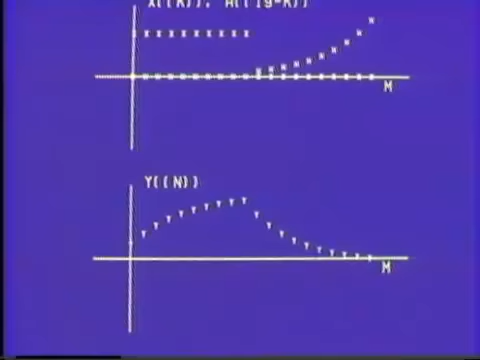 X((K)), H((19-K))
M
Y((N))
M